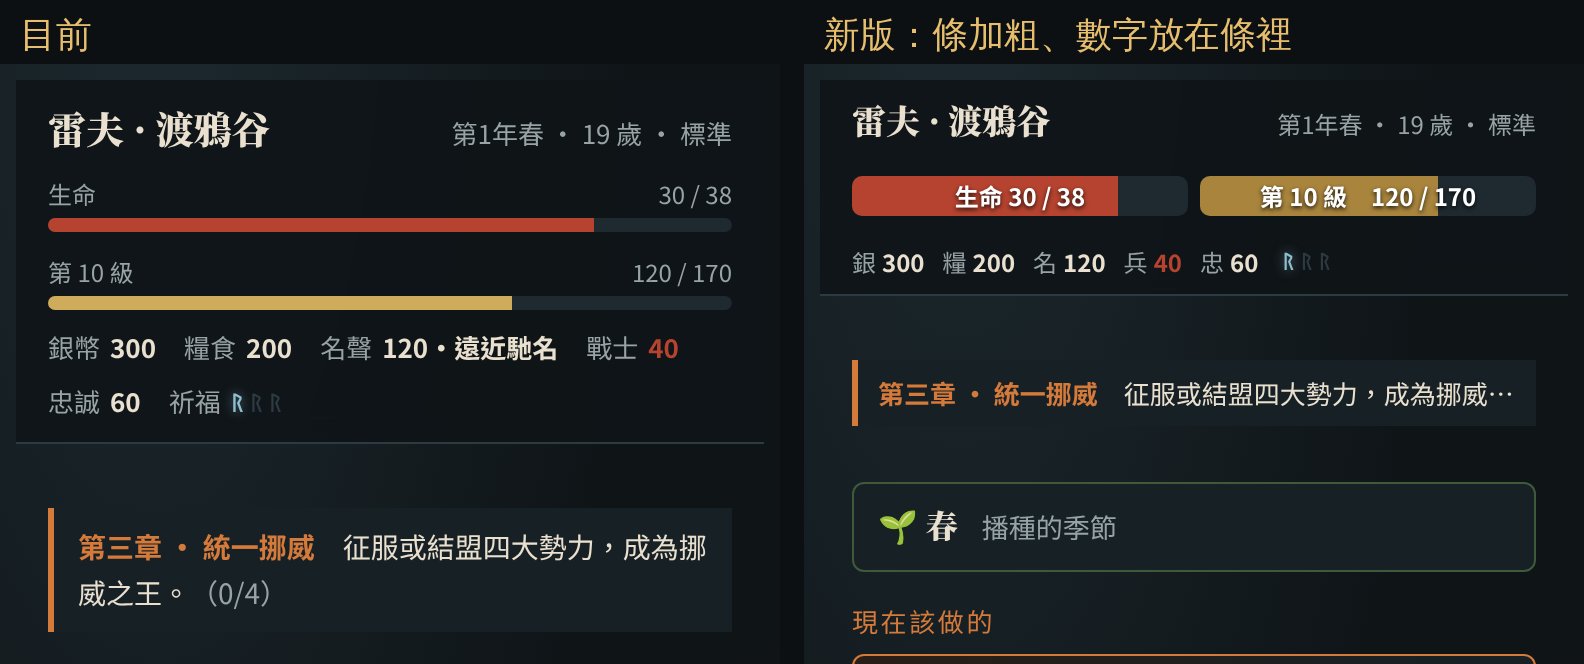 目前
雷夫·渡鴉谷
第1年春 · 19 歲 · 標準
生命
30 / 38
第 10 級
120 / 170
銀幣 300 糧食 200 名聲 120·遠近馳名 戰士 40
忠誠 60 祈福 ᚱ ᚱ ᚱ
第三章 · 統一挪威 征服或結盟四大勢力，成為挪
威之王。（0/4）
新版：條加粗、數字放在條裡
雷夫·渡鴉谷
第1年春 · 19 歲 · 標準
生命 30 / 38
第 10 級 120 / 170
銀 300 糧 200 名 120 兵 40 忠 60 ᚱ ᚱ ᚱ
第三章 · 統一挪威 征服或結盟四大勢力，成為挪威⋯
春 播種的季節
現在該做的